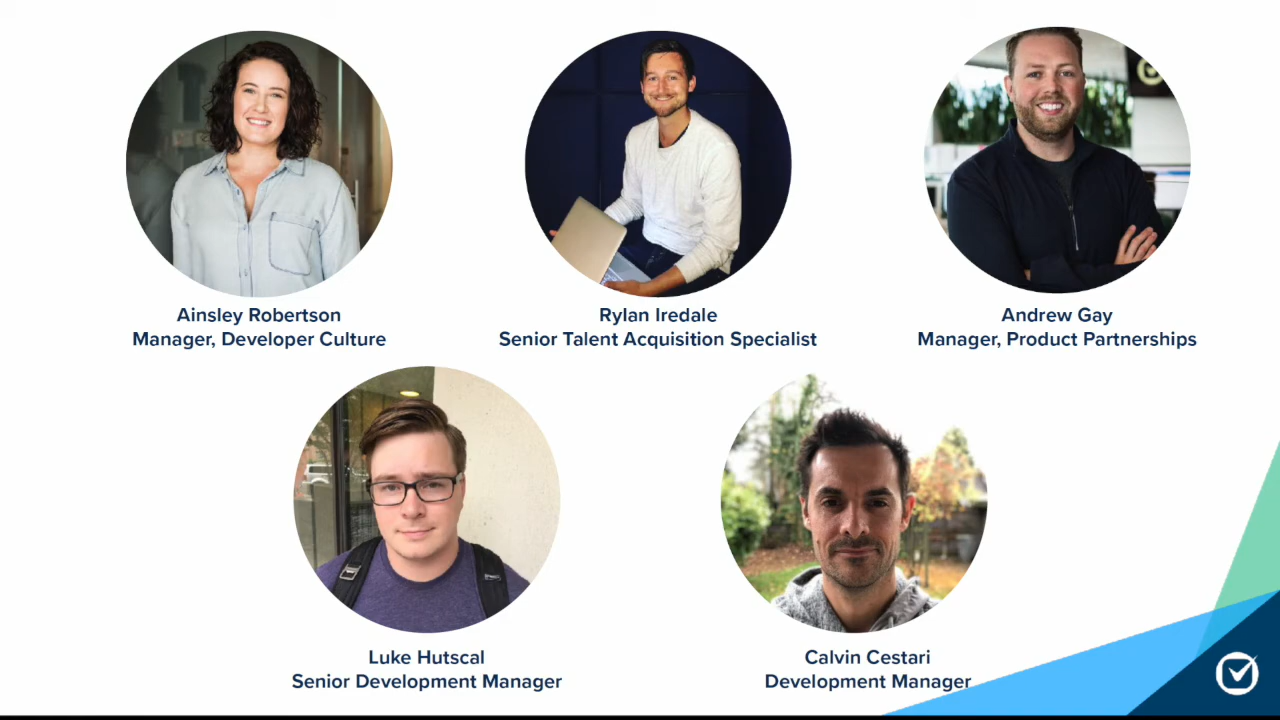 Ainsley Robertson
Manager, Developer Culture
Rylan Iredale
Senior Talent Acquisition Specialist
Andrew Gay
Manager, Product Partnerships
Luke Hutscal
Senior Development Manager
Calvin Cestari
Development Manager